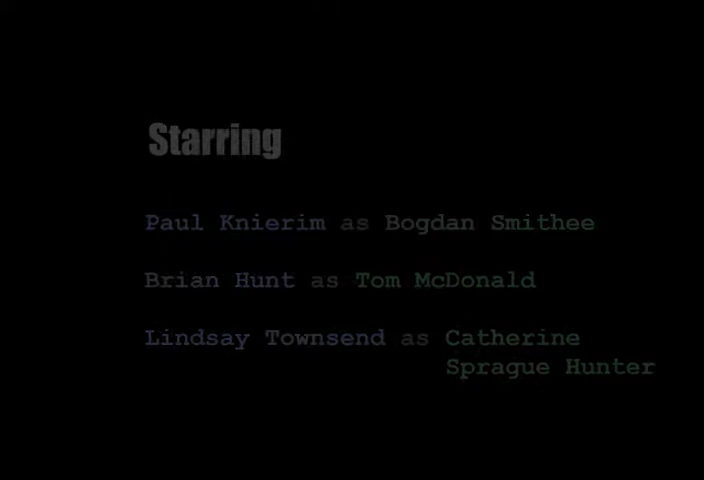 Starring
Paul Knierim as Bogdan Smithee
Brian Hunt as Tom McDonald
Lindsay Townsend as Catherine
Sprague Hunter